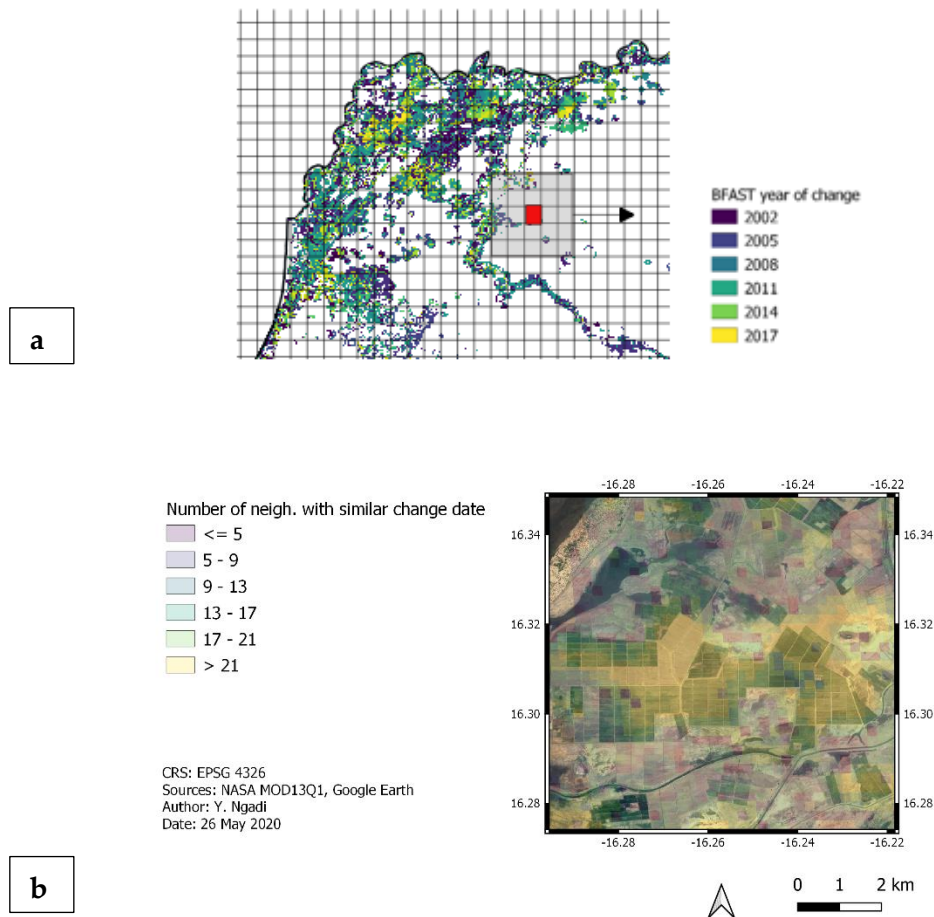 BFAST year of change
2002
2005
2008
2011
2014
2017
a
Number of neigh. with similar change date
<= 5
5 - 9
9 - 13
13 - 17
17 - 21
> 21
CRS: EPSG 4326
Sources: NASA MOD13Q1, Google Earth
Author: Y. Ngadi
Date: 26 May 2020
-16.28 -16.26 -16.24 -16.22
16.34 16.34
16.32 16.32
16.30 16.30
16.28 16.28
-16.28 -16.26 -16.24 -16.22
b
0 1 2 km